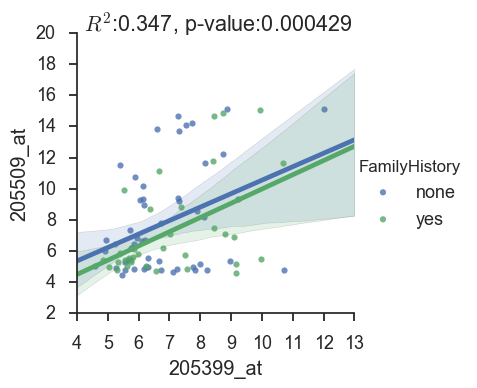 R²:0.347, p-value:0.000429
20
18
16
14
12
10
8
6
4
2
205509_at
4 5 6 7 8 9 10 11 12 13
205399_at
FamilyHistory
none
yes